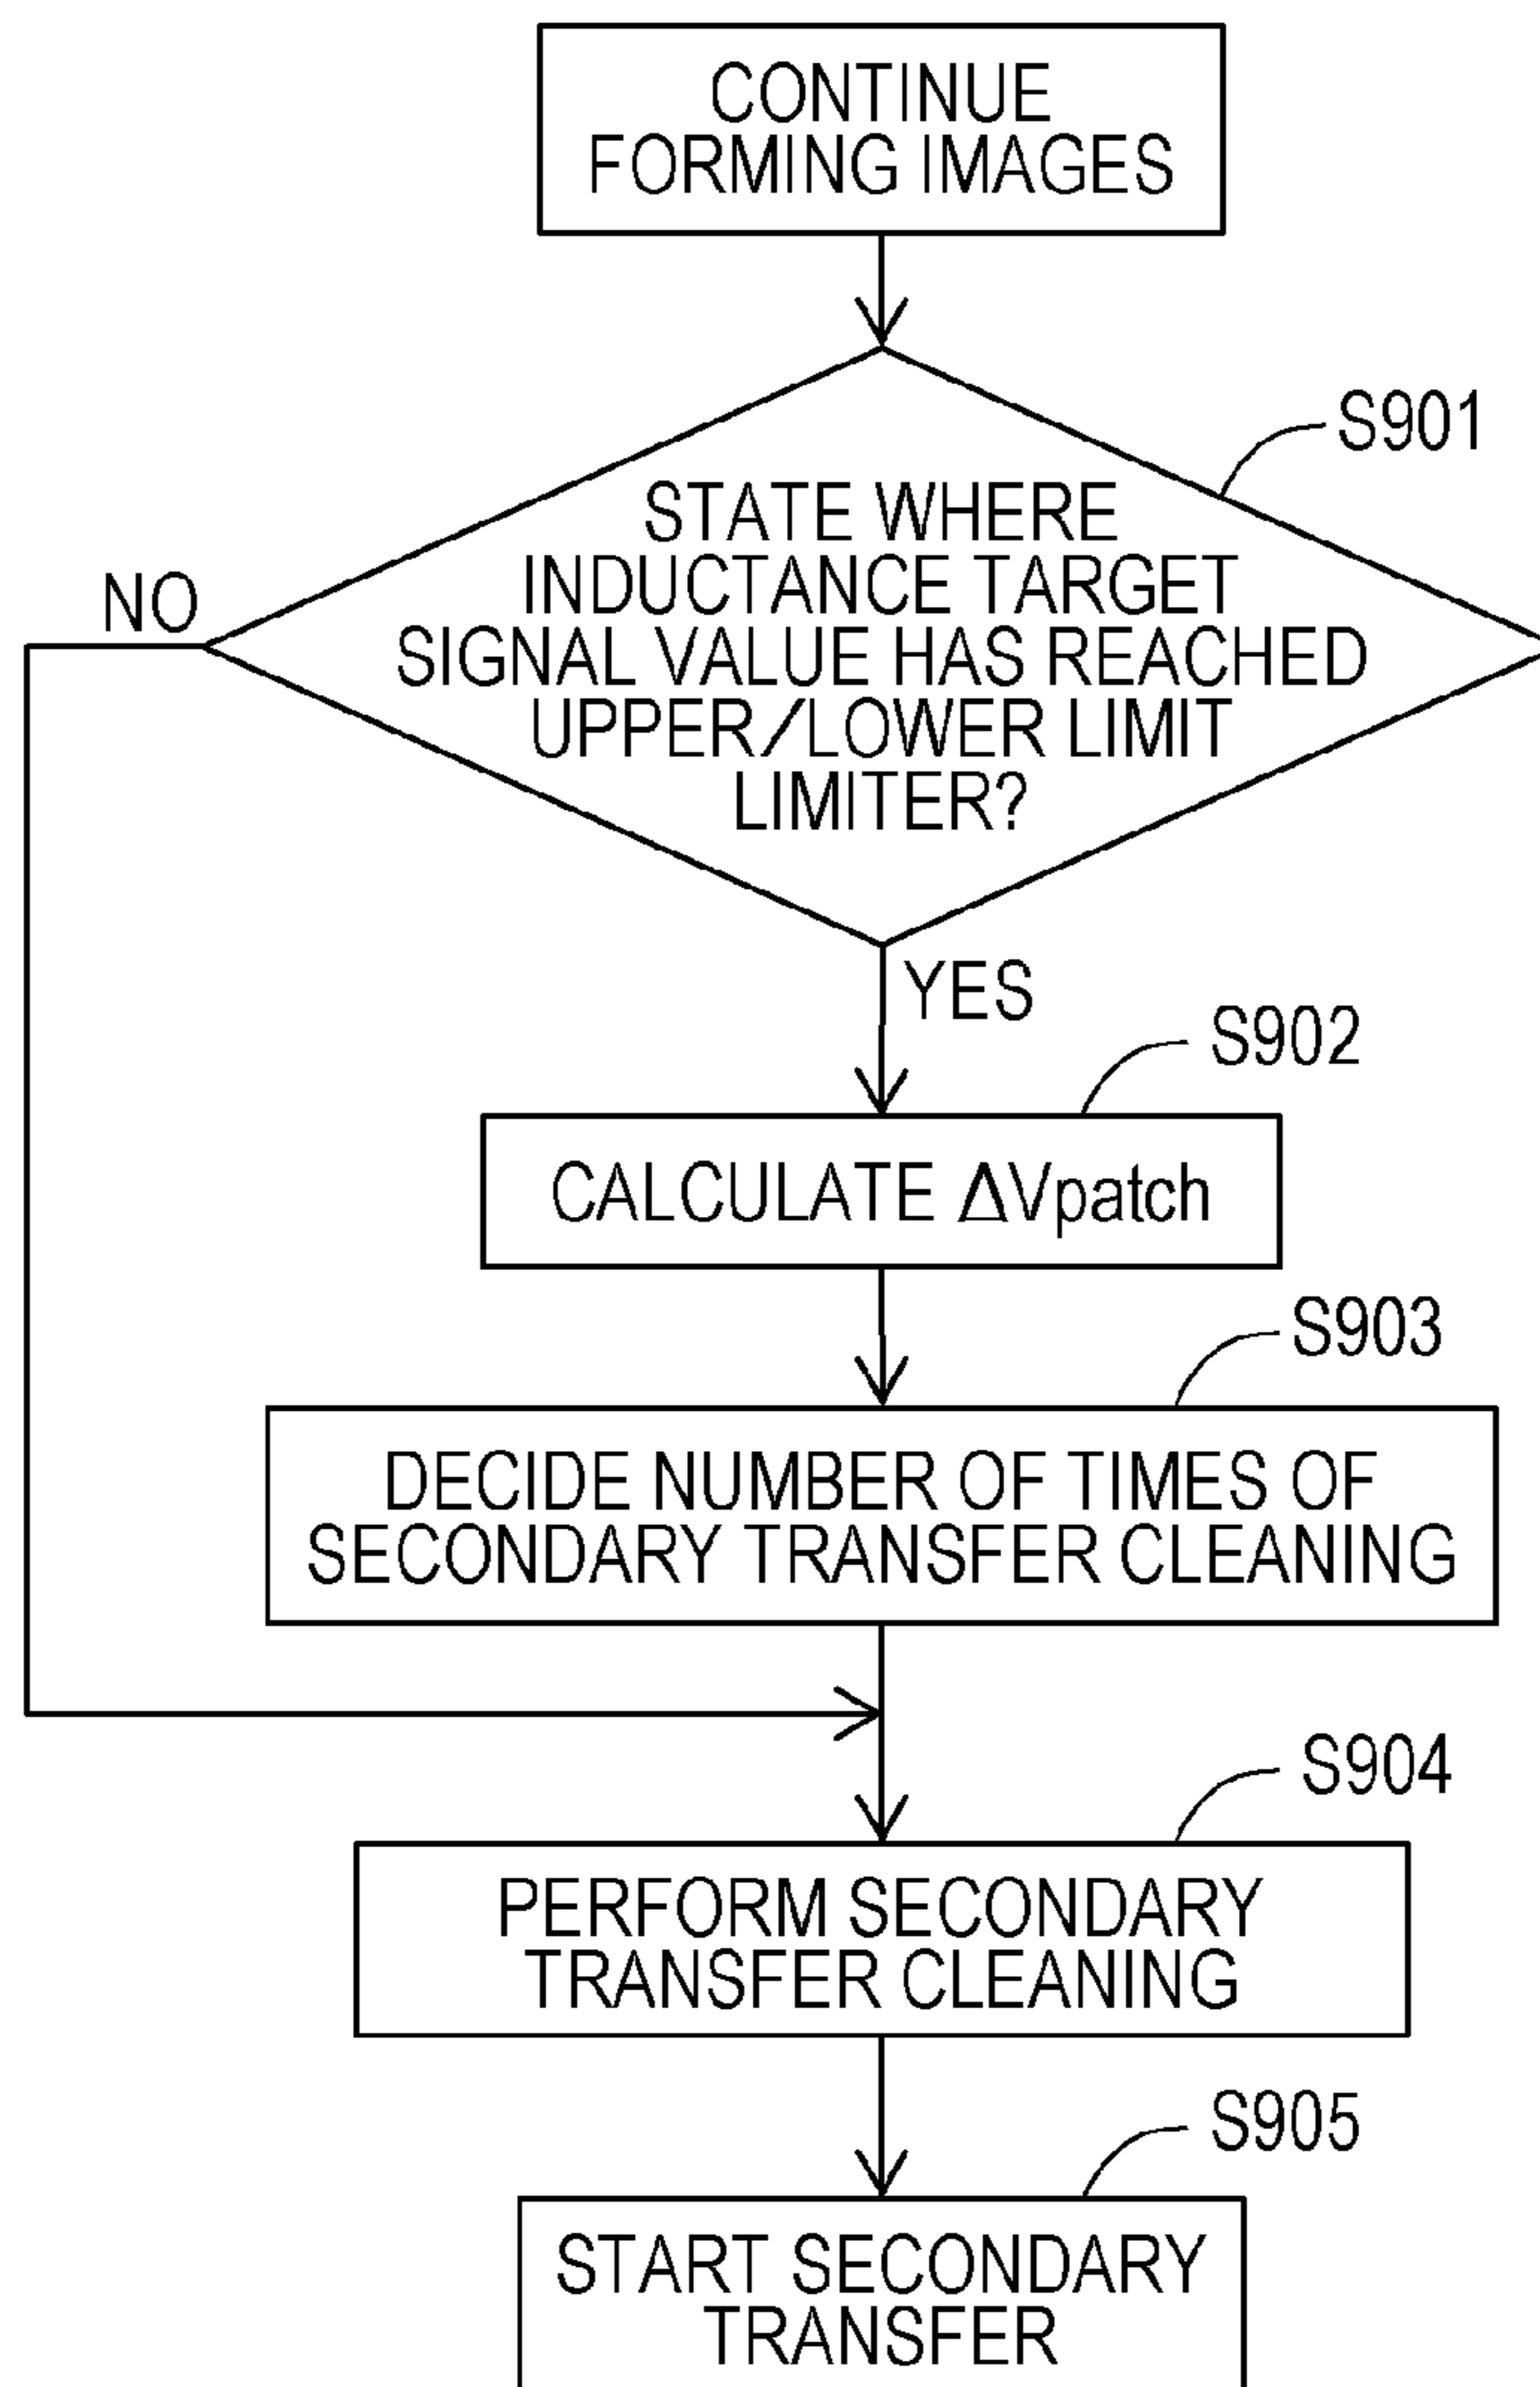 CONTINUE
FORMING IMAGES
S901
STATE WHERE
INDUCTANCE TARGET
SIGNAL VALUE HAS REACHED
UPPER/LOWER LIMIT
LIMITER?
NO
YES
S902
CALCULATE ΔVpatch
S903
DECIDE NUMBER OF TIMES OF
SECONDARY TRANSFER CLEANING
S904
PERFORM SECONDARY
TRANSFER CLEANING
S905
START SECONDARY
TRANSFER